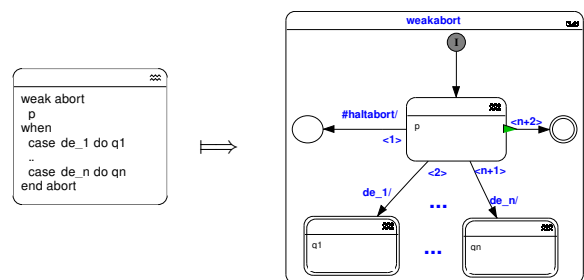 weak abort
p
when
case de_1 do q1
..
case de_n do qn
end abort
weakabort
I
#haltabort/
p
<n+2>
<1>
<2>
<n+1>
de_1/
...
de_n/
q1
...
qn